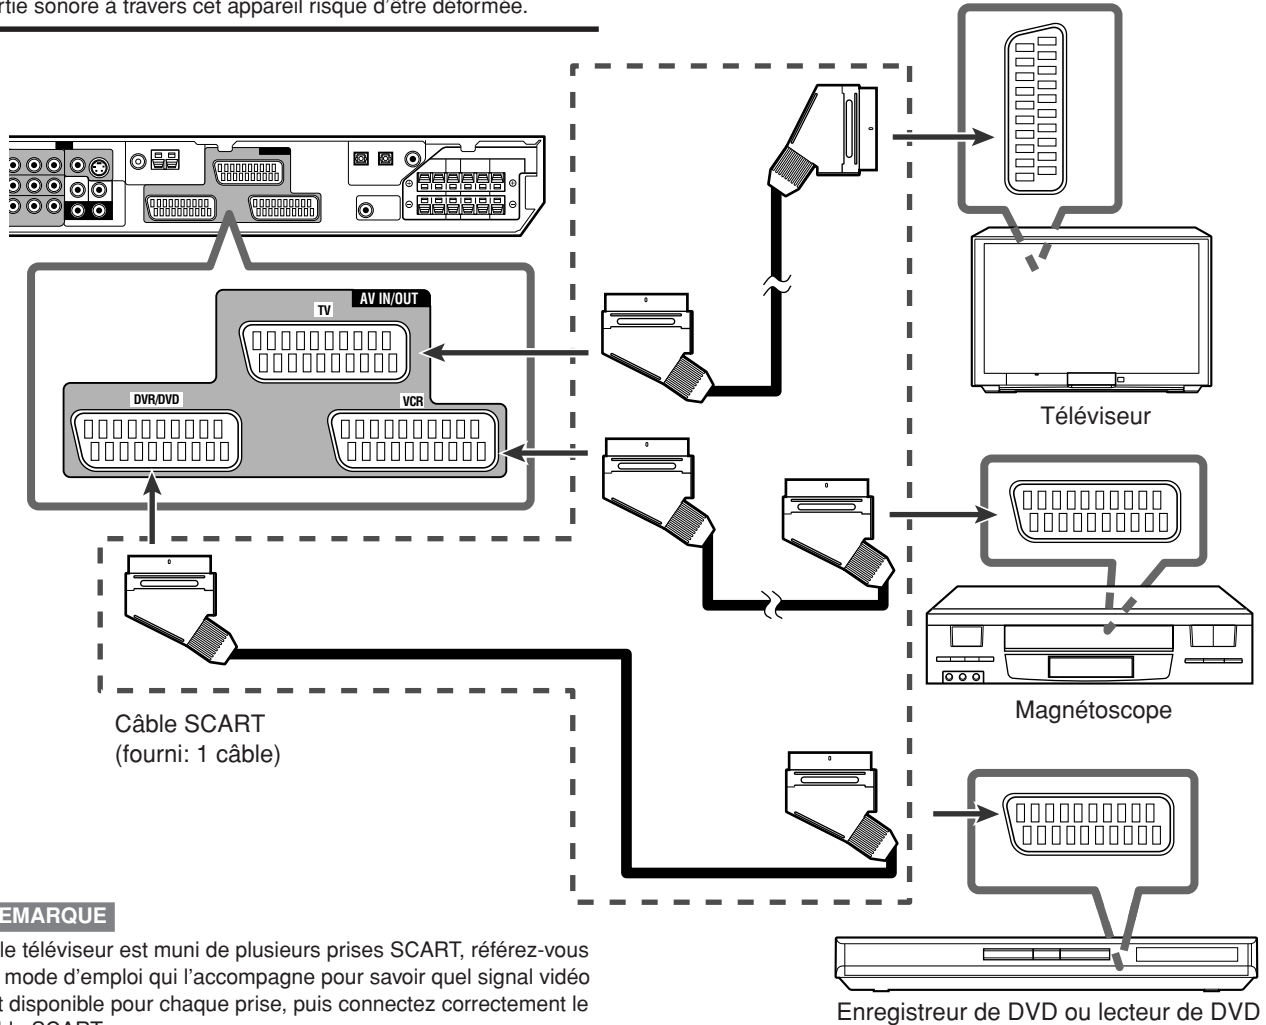 rtie sonore à travers cet appareil risque d'être déformée.
AV IN/OUT
TV
DVR/DVD
VCR
Téléviseur
Magnétoscope
Câble SCART
(fourni: 1 câble)
EMARQUE
le téléviseur est muni de plusieurs prises SCART, référez-vous
mode d'emploi qui l'accompagne pour savoir quel signal vidéo
t disponible pour chaque prise, puis connectez correctement le
SCART
Enregistreur de DVD ou lecteur de DVD